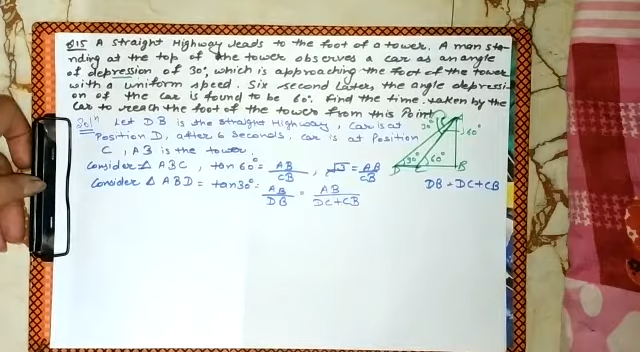 Q15 A straight Highway leads to the foot of a tower. A man sta-
nding at the top of the tower observes a car as an angle
of depression of 30°, which is approaching the foot of the tower
with a uniform speed. Six second later, the angle depressi-
on of the car is found to be 60°. Find the time taken by the
car to reach the foot of the tower from this Point.
Soln Let DB is the straight Highway, Car is at
Position D, after 6 seconds, car is at Position
C, AB is the tower.
Consider △ ABC, tan 60° = AB/CB, √3 = AB/CB
Consider △ ABD = tan 30° = AB/DB = AB/DC+CB
A
30°
60°
30°
60°
D C B
DB = DC+CB